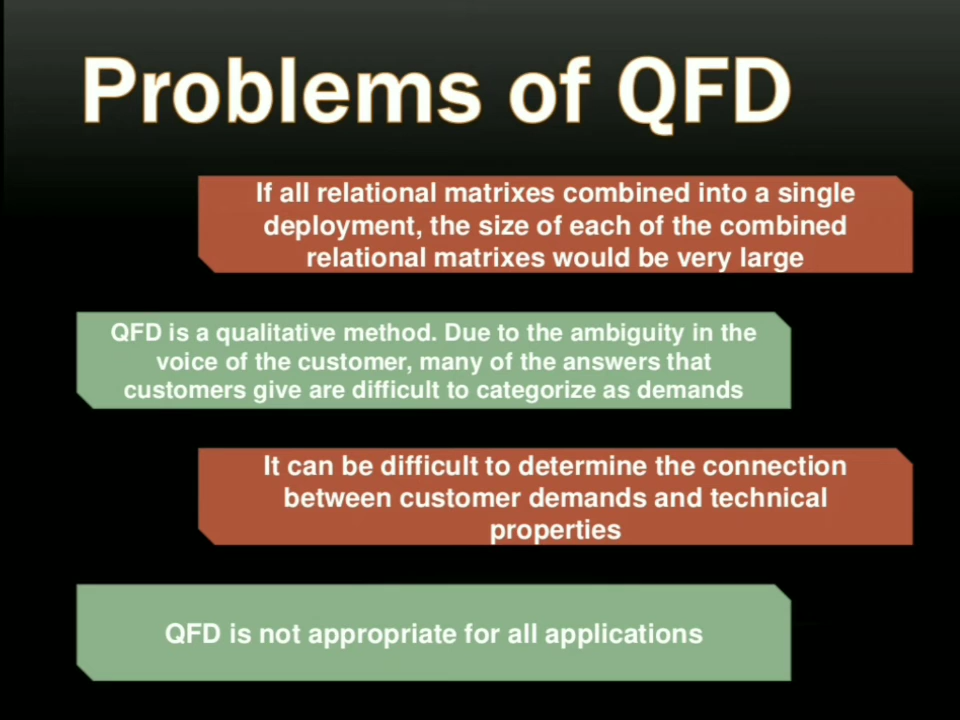 Problems of QFD
If all relational matrixes combined into a single
deployment, the size of each of the combined
relational matrixes would be very large
QFD is a qualitative method. Due to the ambiguity in the
voice of the customer, many of the answers that
customers give are difficult to categorize as demands
It can be difficult to determine the connection
between customer demands and technical
properties
QFD is not appropriate for all applications